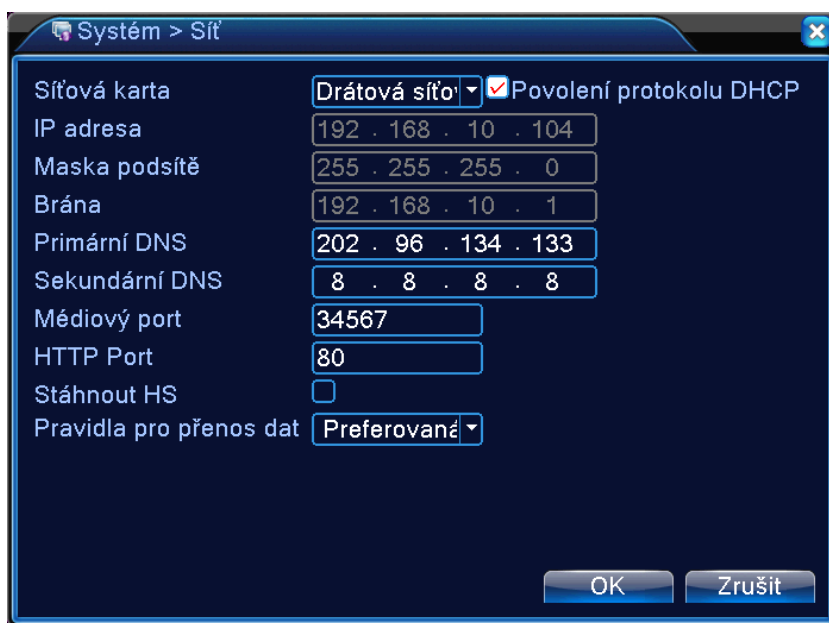 Systém > Síť
Síťová karta Drátová síťo Povolení protokolu DHCP
IP adresa 192 . 168 . 10 . 104
Maska podsítě 255 . 255 . 255 . 0
Brána 192 . 168 . 10 . 1
Primární DNS 202 . 96 . 134 . 133
Sekundární DNS 8 . 8 . 8 . 8
Médiový port 34567
HTTP Port 80
Stáhnout HS
Pravidla pro přenos dat Preferovaná
OK Zrušit